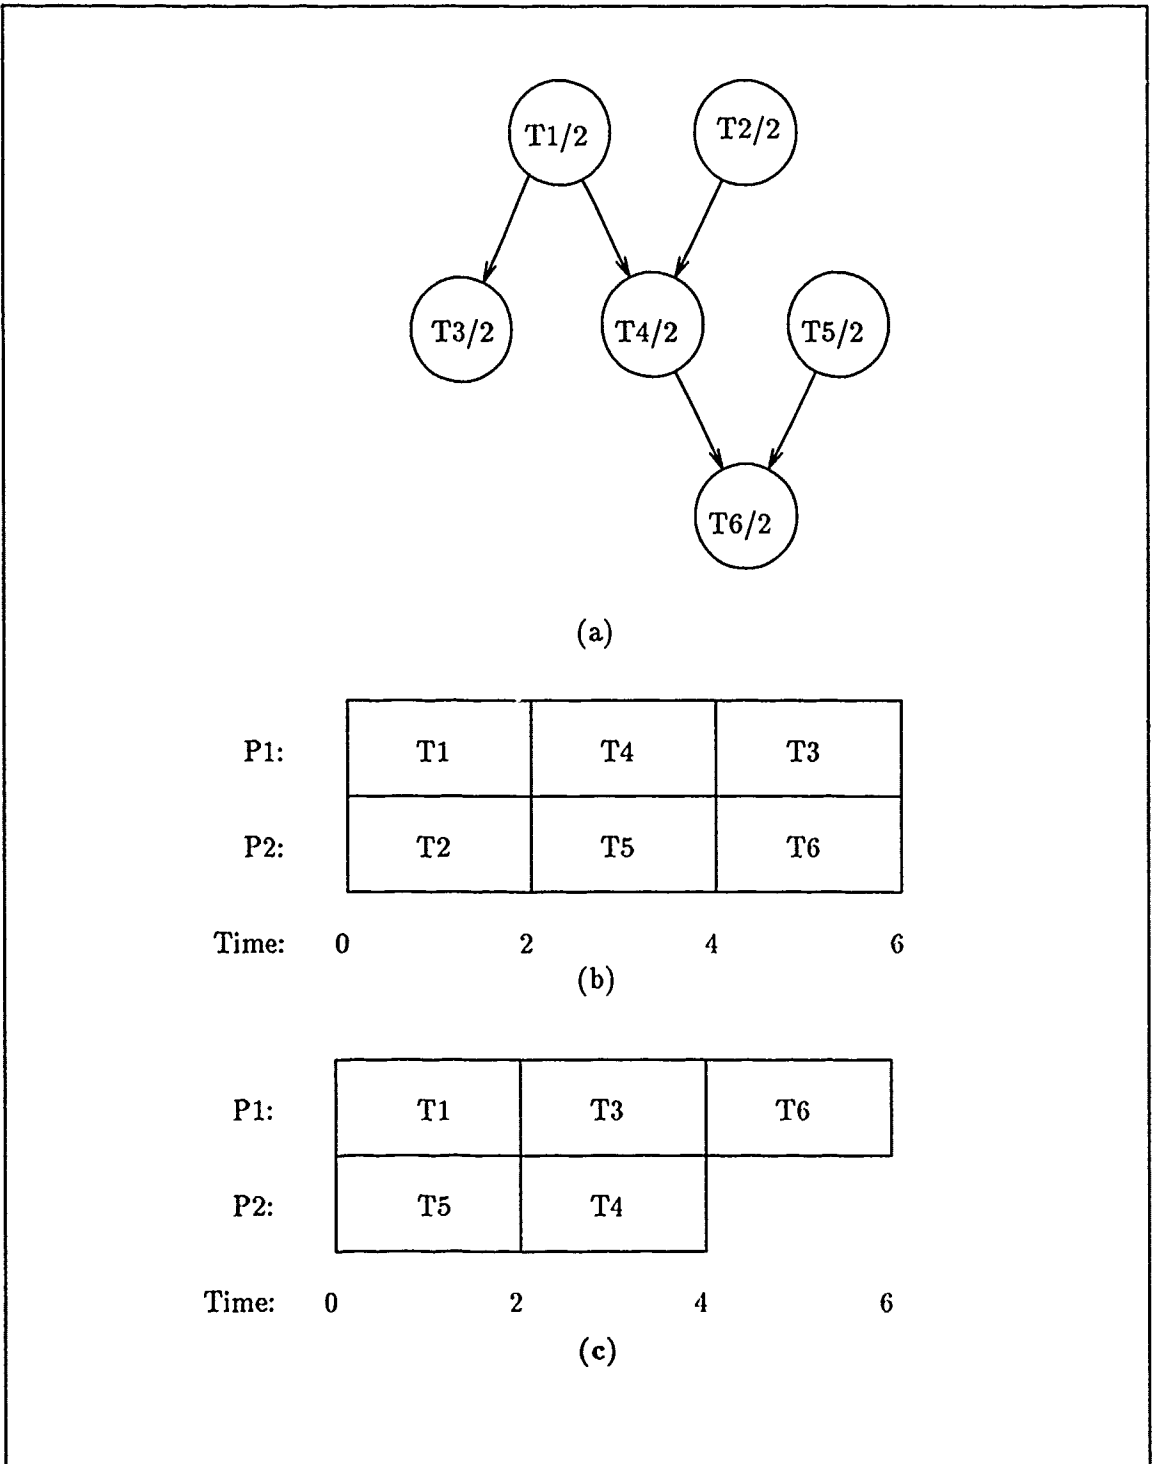 T1/2 T2/2
T3/2 T4/2 T5/2
T6/2
(a)
P1: T1 T4 T3
P2: T2 T5 T6
Time: 0 2 4 6
(b)
P1: T1 T3 T6
P2: T5 T4
Time: 0 2 4 6
(c)